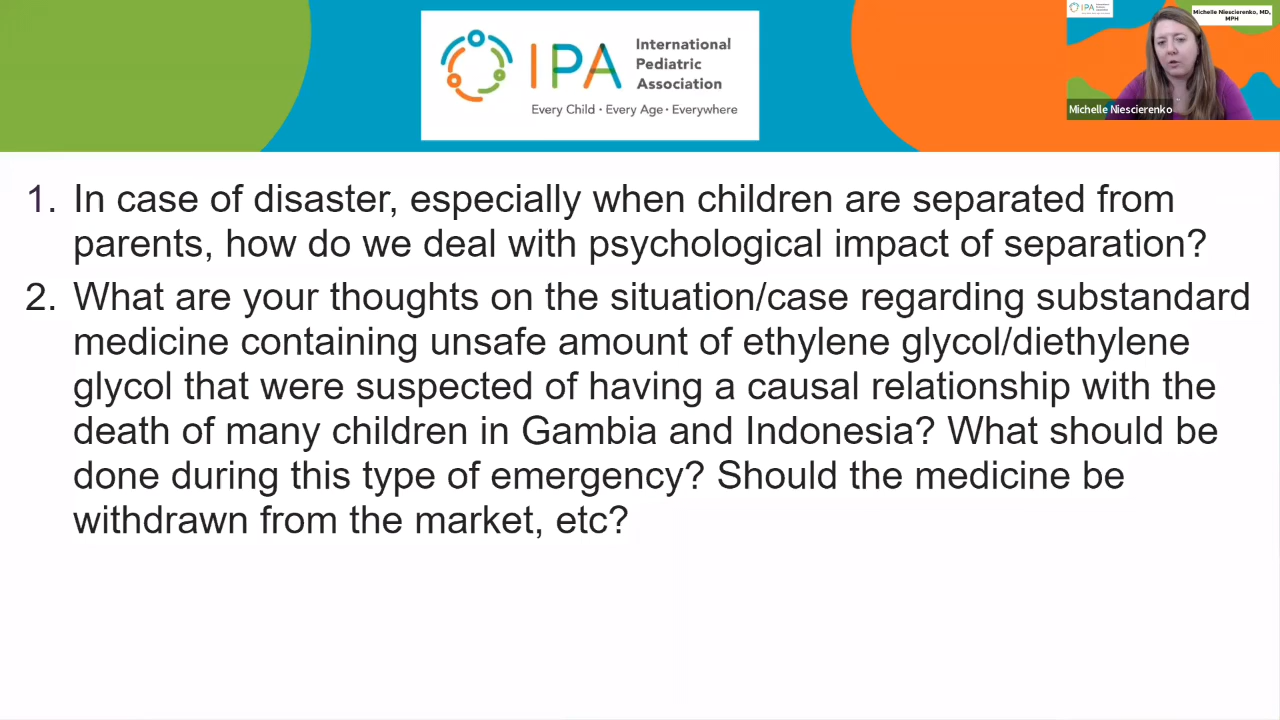 IPA
International
Pediatric
Association
Every Child · Every Age · Everywhere
Michelle Niescierenko, MD,
MPH
Michelle Niescierenko
1. In case of disaster, especially when children are separated from
parents, how do we deal with psychological impact of separation?
2. What are your thoughts on the situation/case regarding substandard
medicine containing unsafe amount of ethylene glycol/diethylene
glycol that were suspected of having a causal relationship with the
death of many children in Gambia and Indonesia? What should be
done during this type of emergency? Should the medicine be
withdrawn from the market, etc?